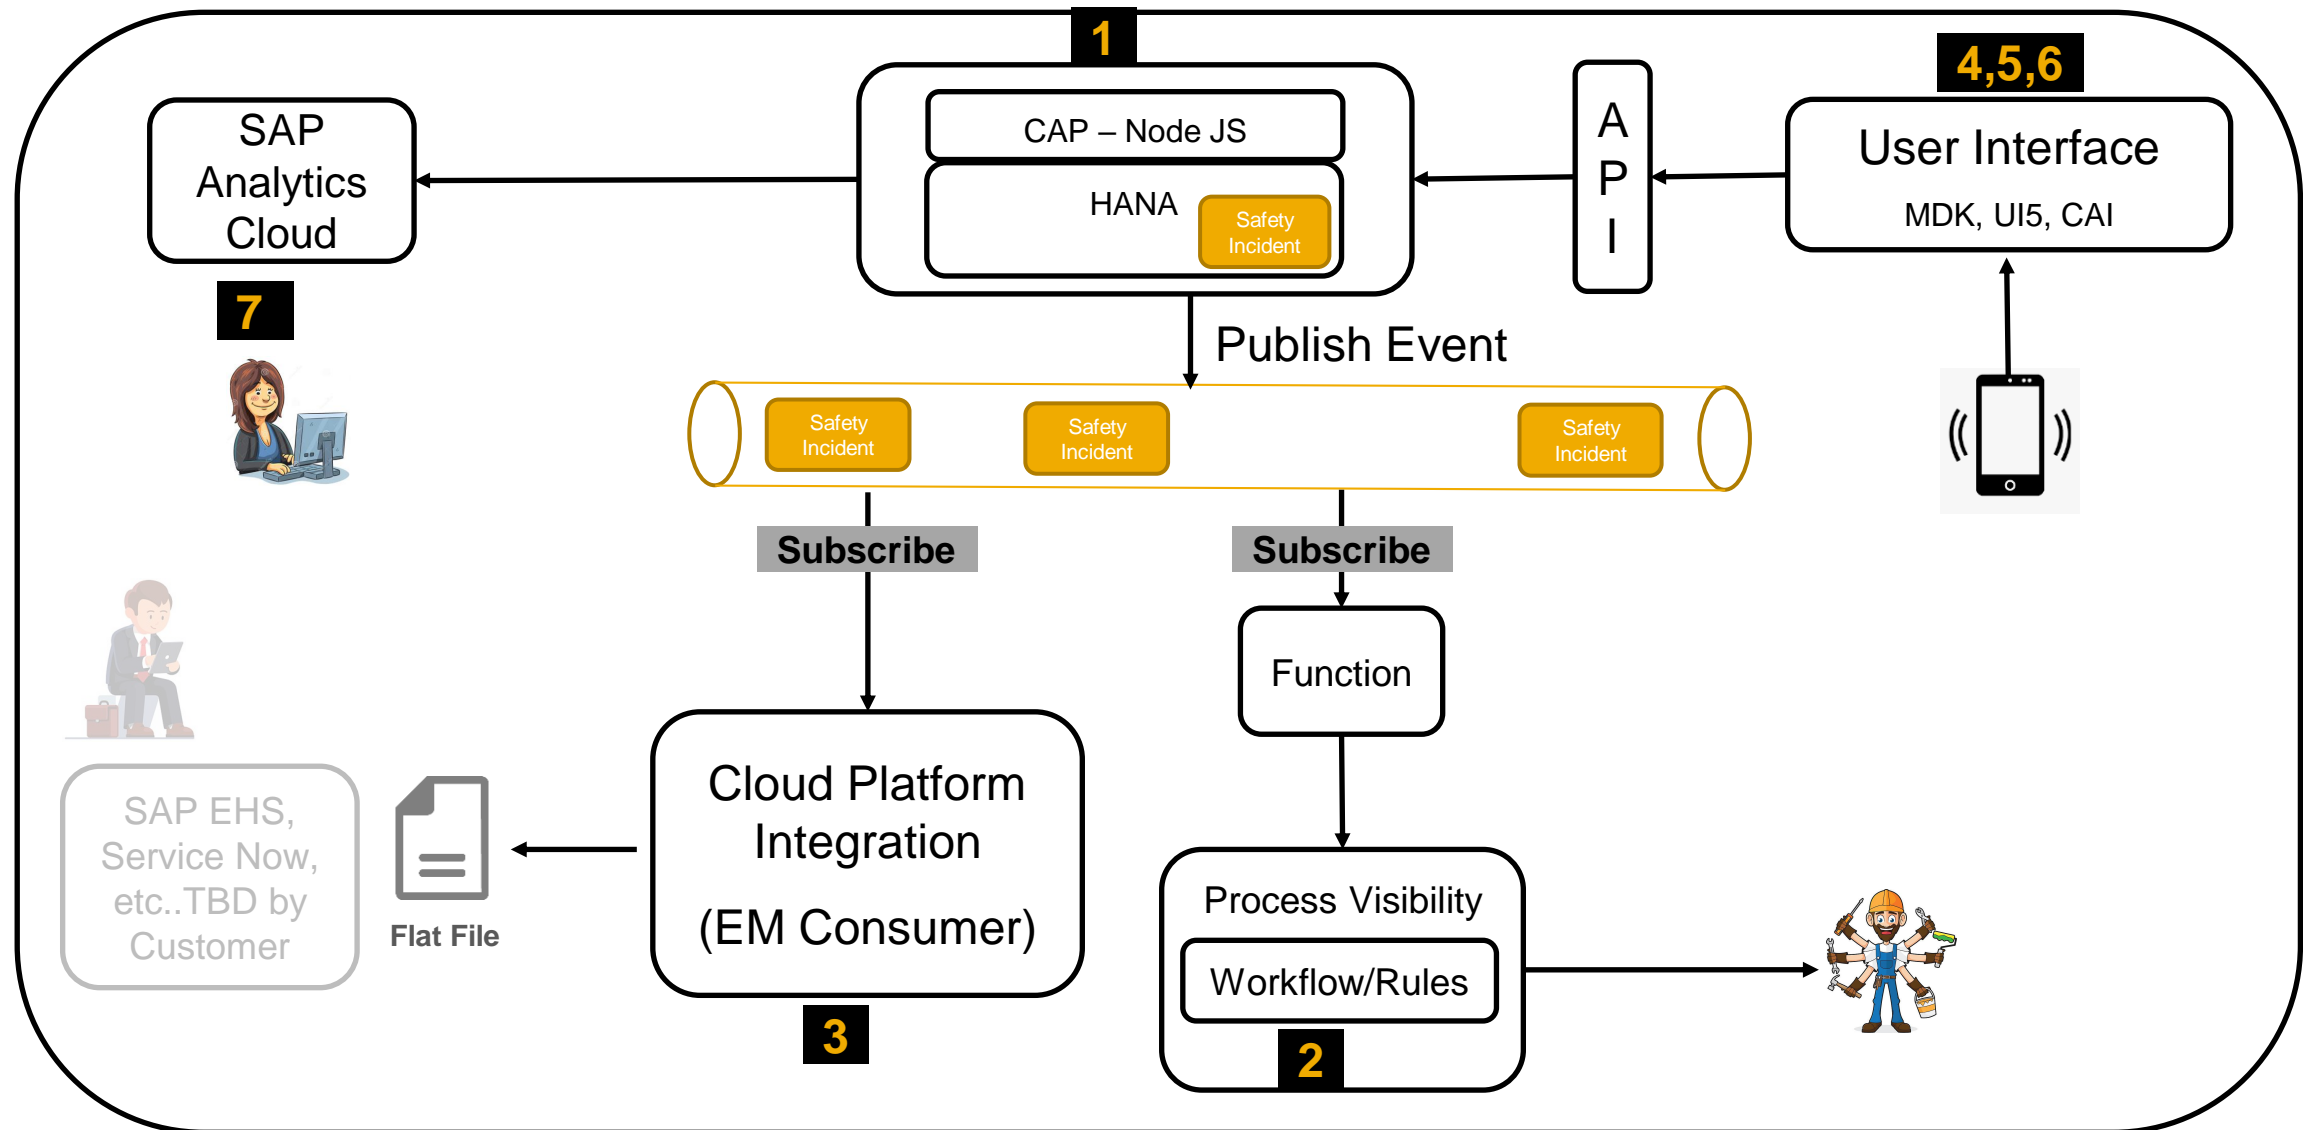 1
4,5,6
SAP
Analytics
Cloud
CAP – Node JS
HANA
Safety
Incident
A
P
I
User Interface
MDK, UI5, CAI
7
Publish Event
Safety
Incident
Safety
Incident
Safety
Incident
Subscribe
Subscribe
Function
SAP EHS,
Service Now,
etc..TBD by
Customer
Flat File
Cloud Platform
Integration
(EM Consumer)
3
Process Visibility
Workflow/Rules
2